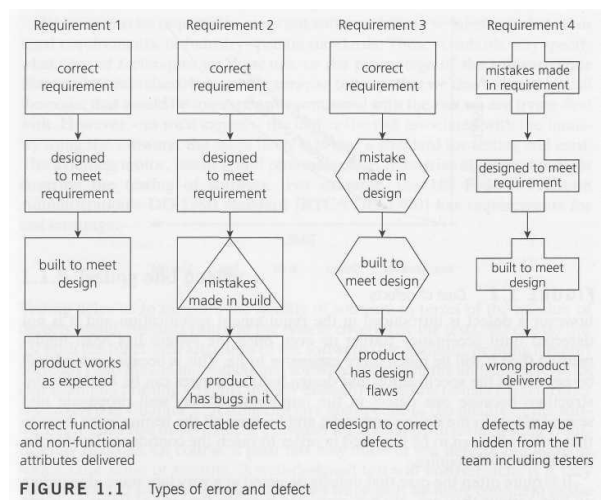 Requirement 1
correct
requirement
designed
to meet
requirement
built to meet
design
product works
as expected
correct functional
and non-functional
attributes delivered
Requirement 2
correct
requirement
designed
to meet
requirement
mistakes
made in build
product
has bugs in it
correctable defects
Requirement 3
correct
requirement
mistake
made in
design
built to
meet design
product
has design
flaws
redesign to correct
defects
Requirement 4
mistakes made
in requirement
designed to meet
requirement
built to meet
design
wrong product
delivered
defects may be
hidden from the IT
team including testers
FIGURE 1.1 Types of error and defect